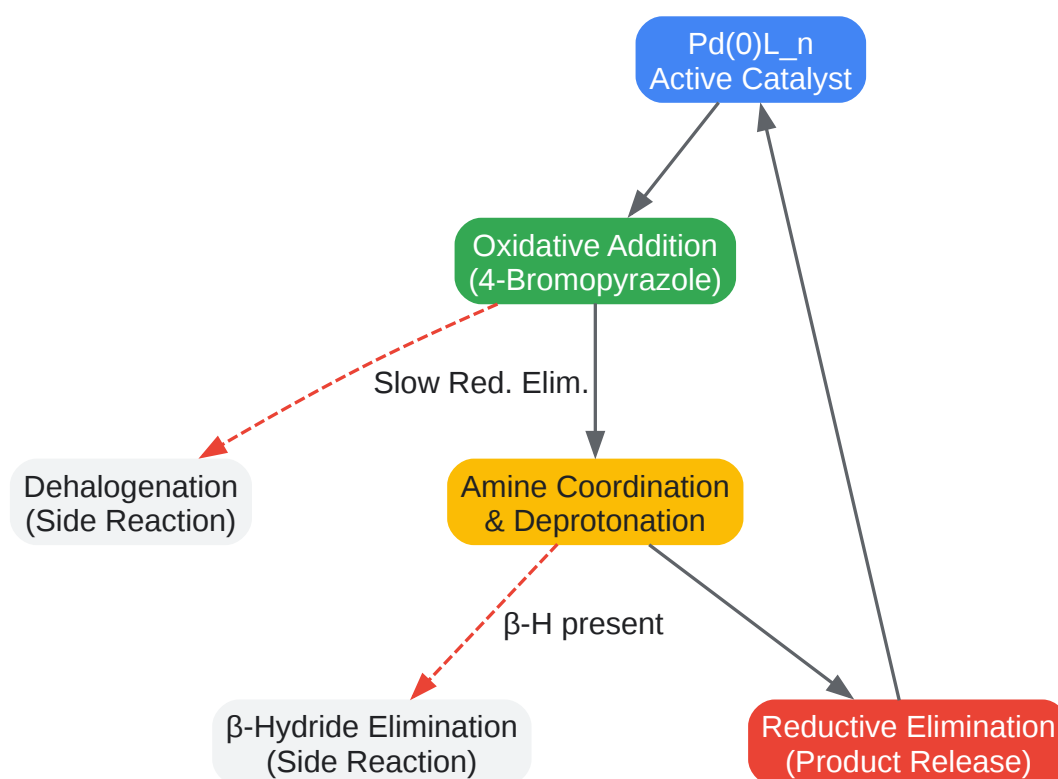 Pd(0)L_n
Active Catalyst
Oxidative Addition
(4-Bromopyrazole)
Slow Red. Elim.
Dehalogenation
(Side Reaction)
Amine Coordination
& Deprotonation
β-H present
β-Hydride Elimination
(Side Reaction)
Reductive Elimination
(Product Release)